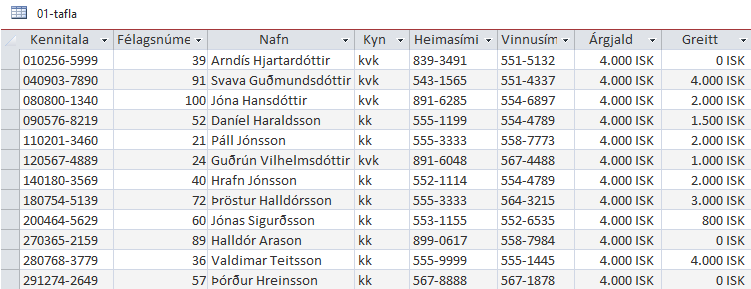 01-tafla
Kennitala Félagsnúme Nafn Kyn Heimasími Vinnusím Árgjald Greitt
010256-5999 39 Arndís Hjartardóttir kvk 839-3491 551-5132 4.000 ISK 0 ISK
040903-7890 91 Svava Guðmundsdóttir kvk 543-1565 551-4337 4.000 ISK 4.000 ISK
080800-1340 100 Jóna Hansdóttir kvk 891-6285 554-6897 4.000 ISK 2.000 ISK
090576-8219 52 Daníel Haraldsson kk 555-1199 554-4789 4.000 ISK 1.500 ISK
110201-3460 21 Páll Jónsson kk 555-3333 558-7773 4.000 ISK 2.000 ISK
120567-4889 24 Guðrún Vilhelmsdóttir kvk 891-6048 567-4488 4.000 ISK 1.000 ISK
140180-3569 40 Hrafn Jónsson kk 552-1114 554-4789 4.000 ISK 2.000 ISK
180754-5139 72 Þröstur Halldórsson kk 555-3333 564-3215 4.000 ISK 3.000 ISK
200464-5629 60 Jónas Sigurðsson kk 553-1155 552-6535 4.000 ISK 800 ISK
270365-2159 89 Halldór Arason kk 899-0617 558-7984 4.000 ISK 0 ISK
280768-3779 36 Valdimar Teitsson kk 555-9999 555-1445 4.000 ISK 4.000 ISK
291274-2649 57 Þórður Hreinsson kk 567-8888 567-1878 4.000 ISK 0 ISK